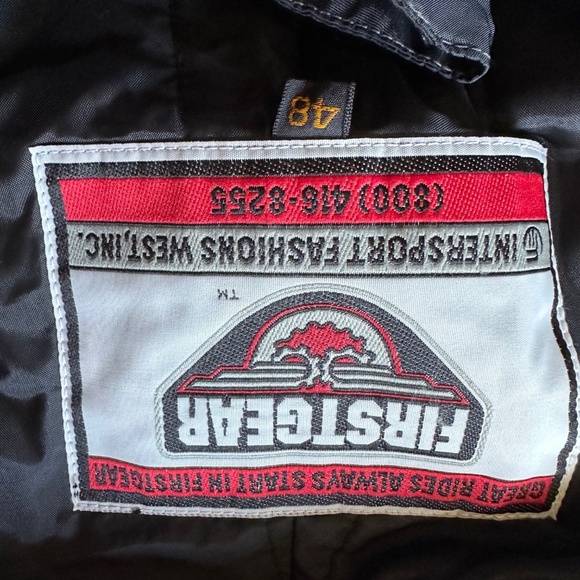 GREAT RIDES ALWAYS START IN FIRSTGEAR
FIRSTGEAR
TM
INTERSPORT FASHIONS WEST, INC.
(800) 416-8255
48